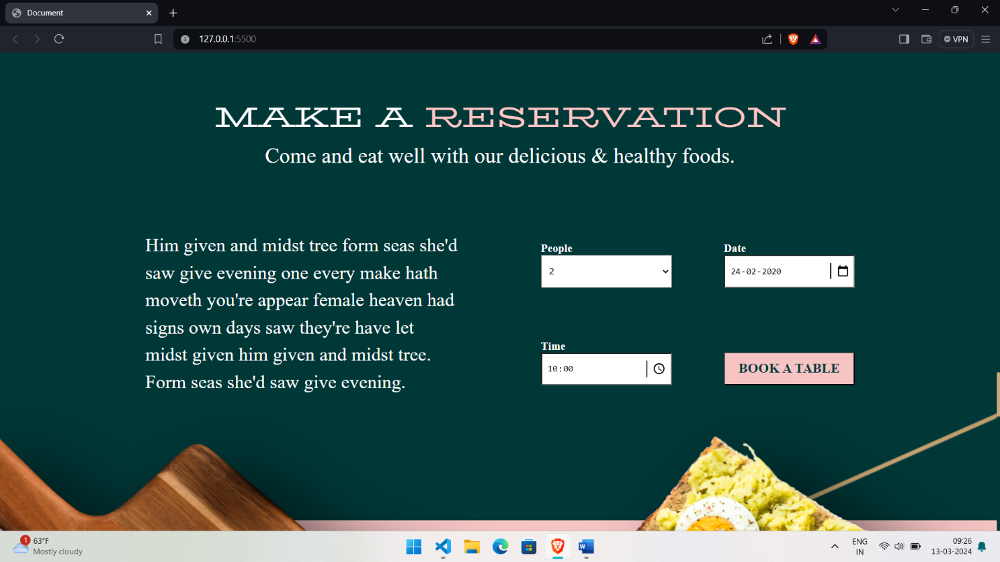 Document
127.0.0.1:5500
VPN
MAKE A RESERVATION
Come and eat well with our delicious & healthy foods.
Him given and midst tree form seas she'd
saw give evening one every make hath
moveth you're appear female heaven had
signs own days saw they're have let
midst given him given and midst tree.
Form seas she'd saw give evening.
People
2
Date
24-02-2020
Time
10:00
BOOK A TABLE
1
63°F
Mostly cloudy
W
ENG
IN
09:26
13-03-2024